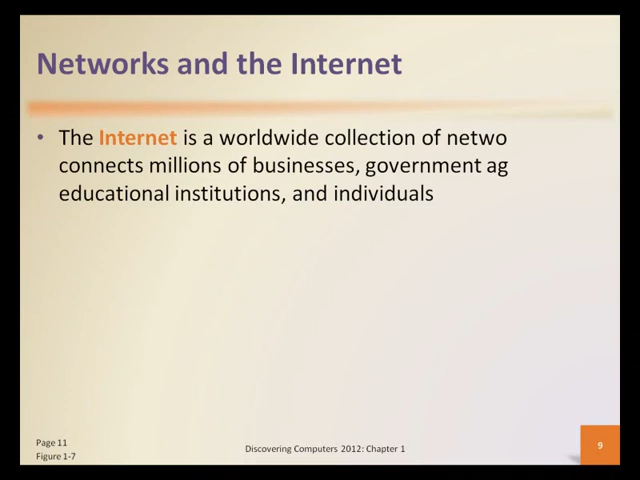 Networks and the Internet
• The Internet is a worldwide collection of netwo
connects millions of businesses, government ag
educational institutions, and individuals
Page 11
Figure 1-7
Discovering Computers 2012: Chapter 1
9